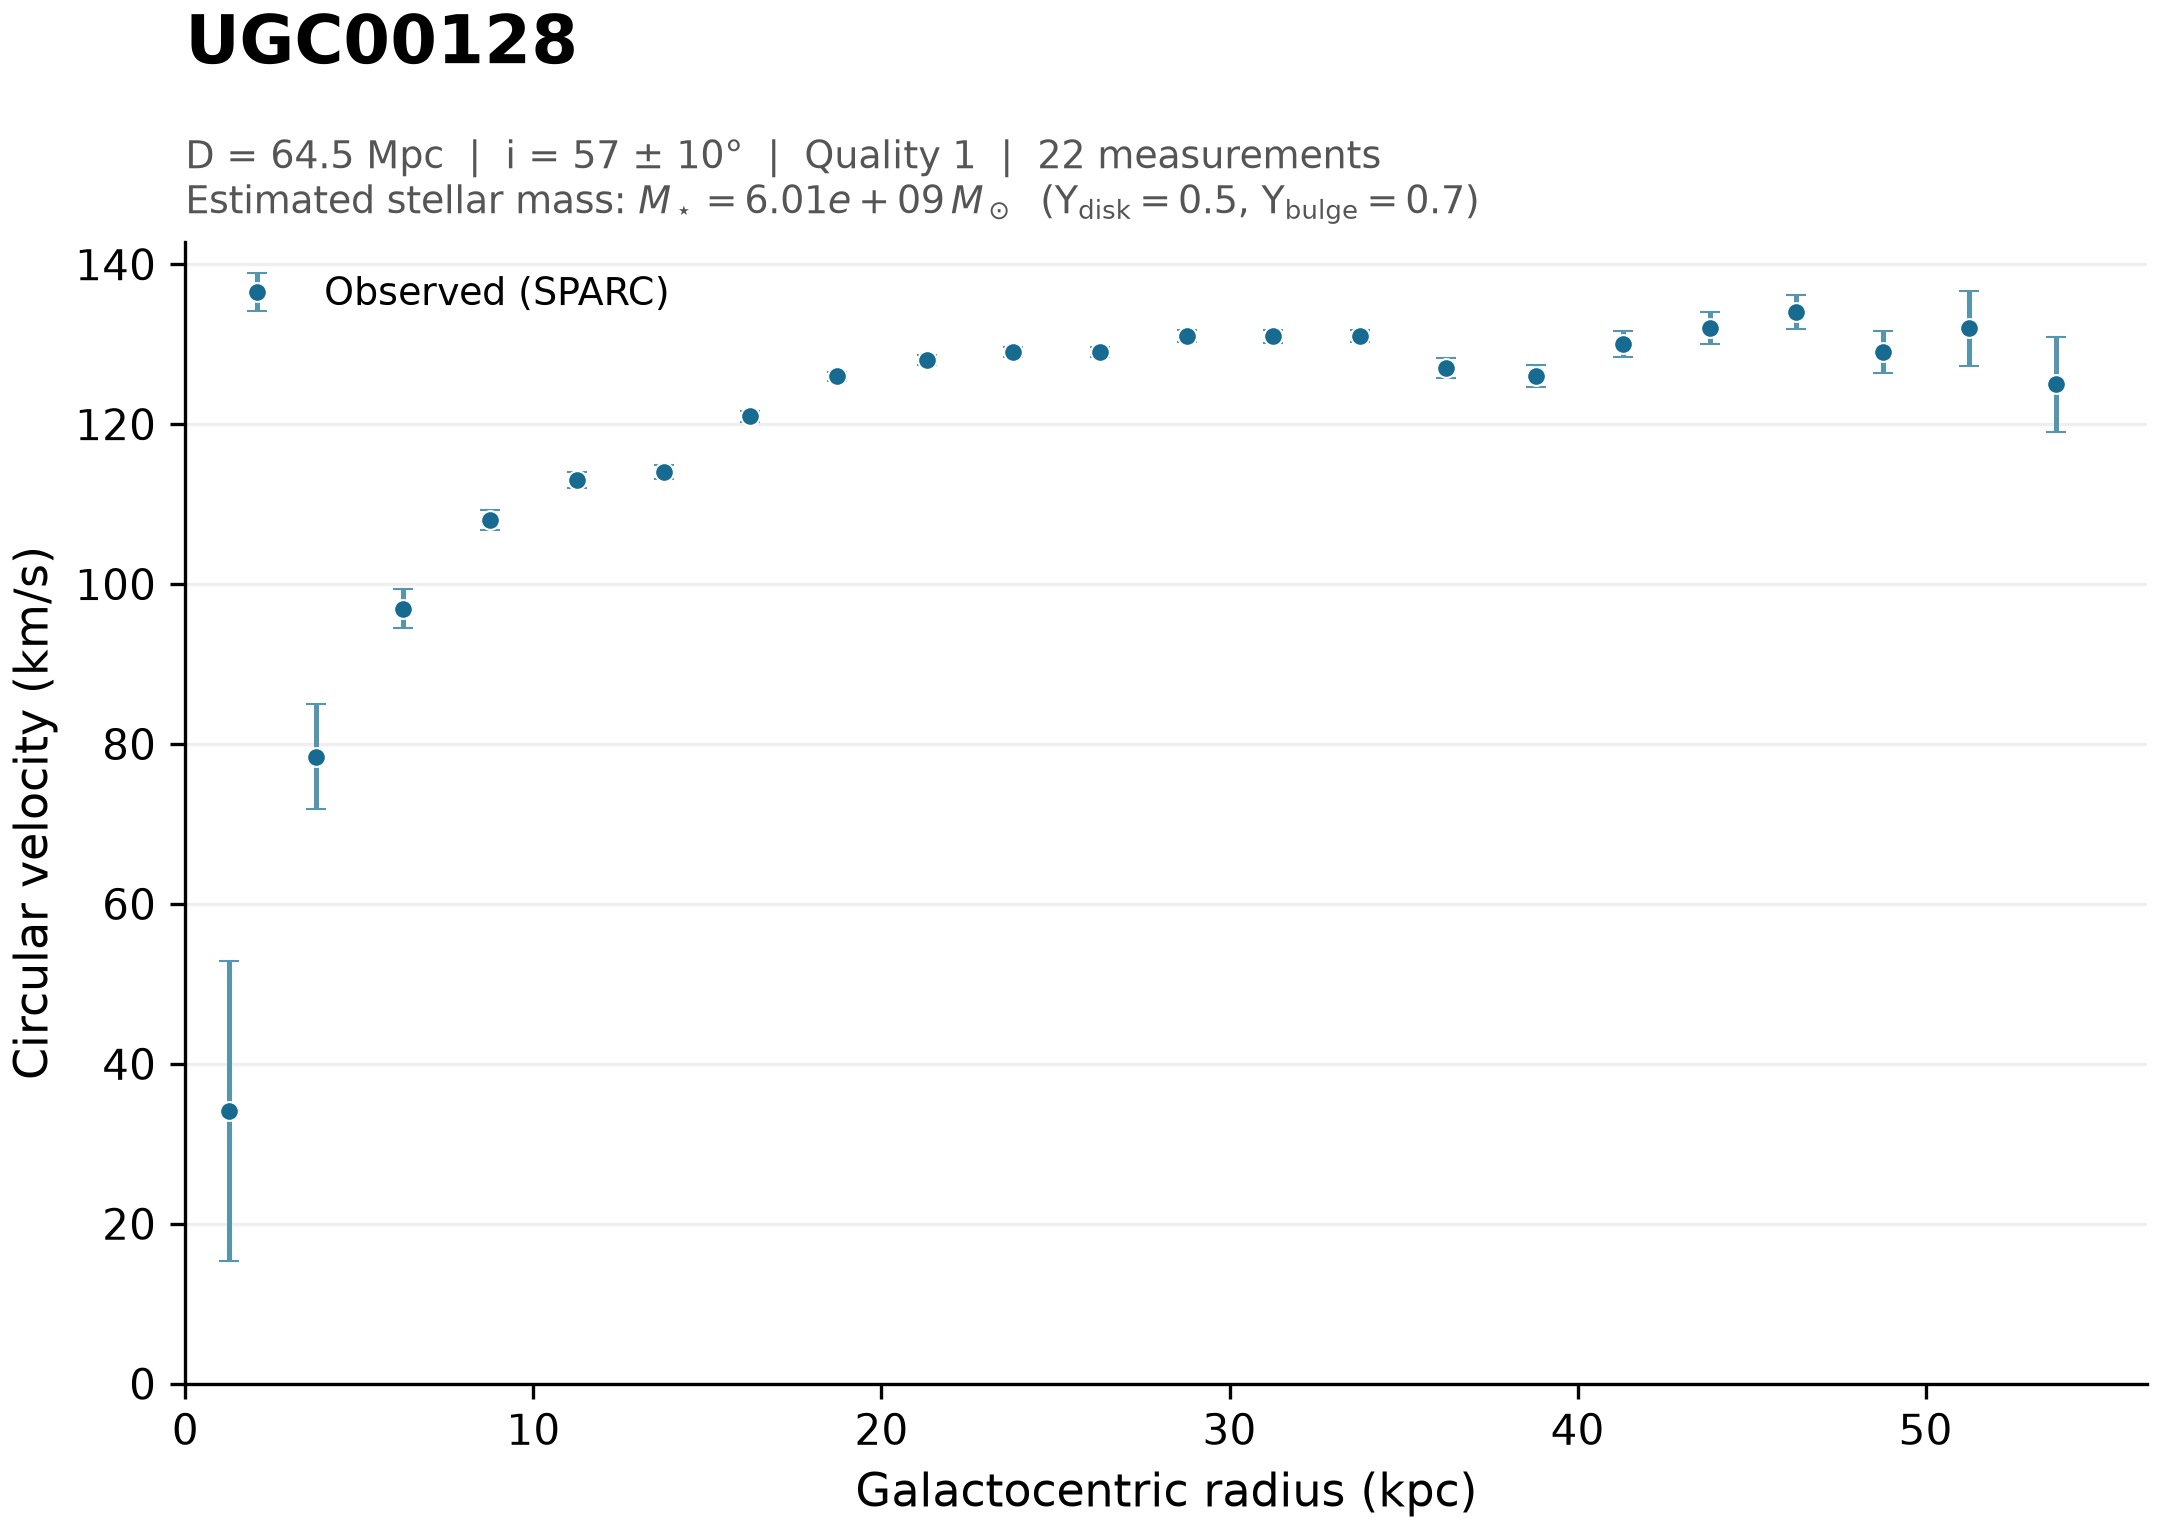 UGC00128
D = 64.5 Mpc | i = 57 ± 10° | Quality 1 | 22 measurements
Estimated stellar mass: M⋆ = 6.01e + 09 M⊙ (Υdisk = 0.5, Υbulge = 0.7)
Observed (SPARC)
140
120
100
80
60
40
20
0
Circular velocity (km/s)
0 10 20 30 40 50
Galactocentric radius (kpc)